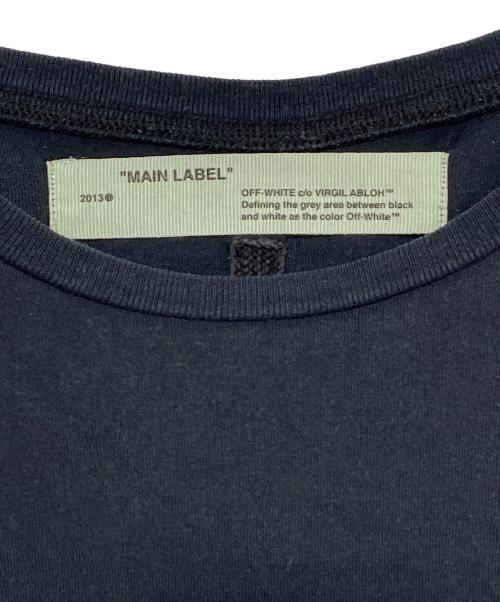 "MAIN LABEL"
2013©
OFF-WHITE c/o VIRGIL ABLOH™
Defining the grey area between black
and white as the color Off-White™